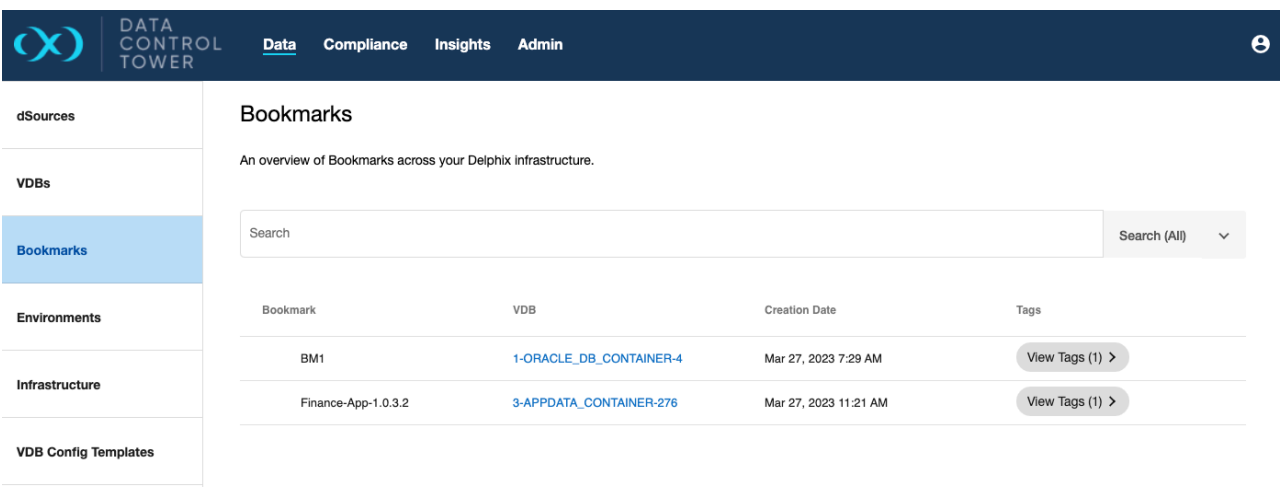 DATA
CONTROL
TOWER
Data Compliance Insights Admin
dSources
VDBs
Bookmarks
Environments
Infrastructure
VDB Config Templates
Bookmarks
An overview of Bookmarks across your Delphix infrastructure.
Search Search (All)
Bookmark VDB Creation Date Tags
BM1 1-ORACLE_DB_CONTAINER-4 Mar 27, 2023 7:29 AM View Tags (1)
Finance-App-1.0.3.2 3-APPDATA_CONTAINER-276 Mar 27, 2023 11:21 AM View Tags (1)